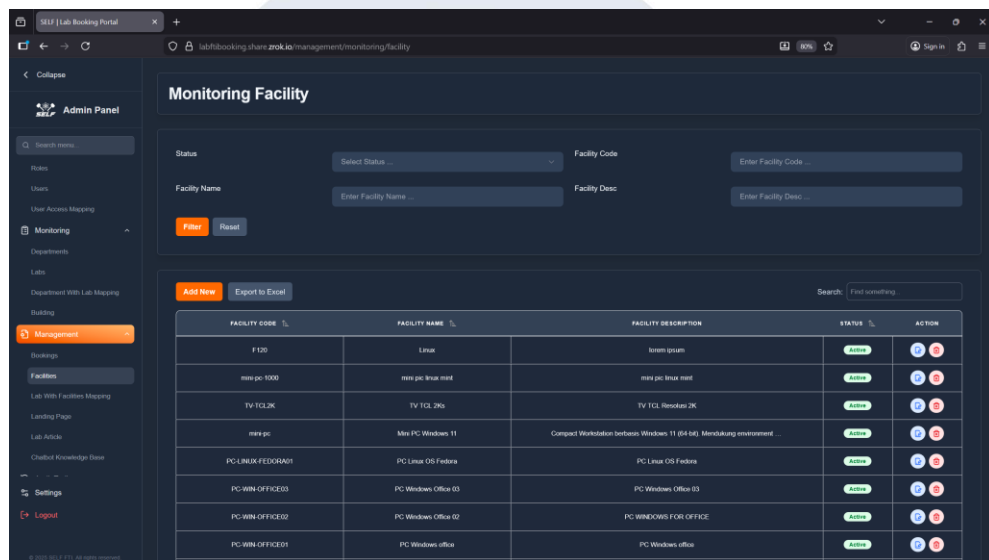 SELF | Lab Booking Portal
labftibooking.share.zrok.io/management/monitoring/facility
80%
Sign in
Collapse
SELF
Admin Panel
Search menu...
Roles
Users
User Access Mapping
Monitoring
Departments
Labs
Department With Lab Mapping
Building
Management
Bookings
Facilities
Lab With Facilities Mapping
Landing Page
Lab Article
Chatbot Knowledge Base
Settings
Logout
© 2025 SELF FTI. All rights reserved.
Monitoring Facility
Status
Select Status ...
Facility Code
Enter Facility Code ...
Facility Name
Enter Facility Name ...
Facility Desc
Enter Facility Desc ...
Filter
Reset
Add New
Export to Excel
Search:
Find something...
FACILITY CODE FACILITY NAME FACILITY DESCRIPTION STATUS ACTION
F120 Linux lorem ipsum Active
mini-pc-1000 mini pic linux mint mini pic linux mint Active
TV-TCL2K TV TCL 2Ks TV TCL Resolusi 2K Active
mini-pc Mini PC Windows 11 Compact Workstation berbasis Windows 11 (64-bit). Mendukung environment ... Active
PC-LINUX-FEDORA01 PC Linux OS Fedora PC Linux OS Fedora Active
PC-WIN-OFFICE03 PC Windows Office 03 PC Windows Office 03 Active
PC-WIN-OFFICE02 PC Windows Office 02 PC WINDOWS FOR OFFICE Active
PC-WIN-OFFICE01 PC Windows office PC Windows office Active